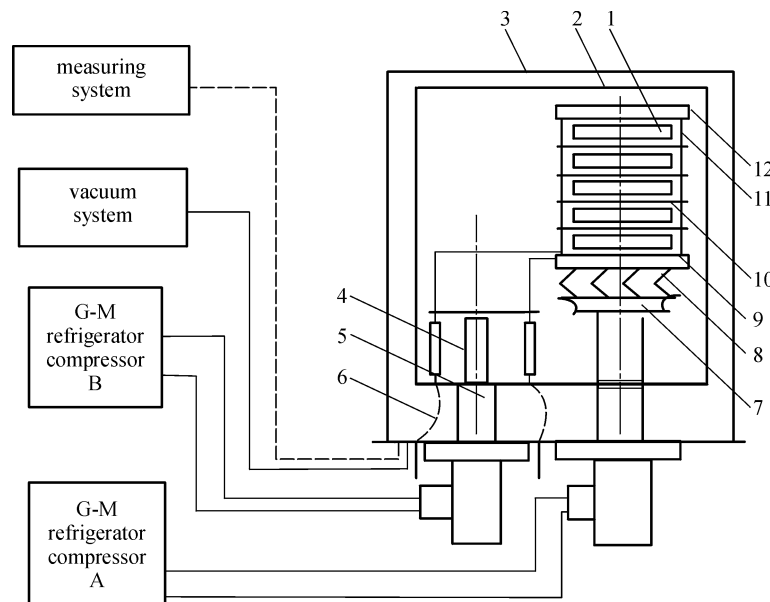 3
2
1
measuring
system
12
11
vacuum
system
10
G-M
refrigerator
compressor
B
4
9
5
8
6
7
G-M
refrigerator
compressor
A